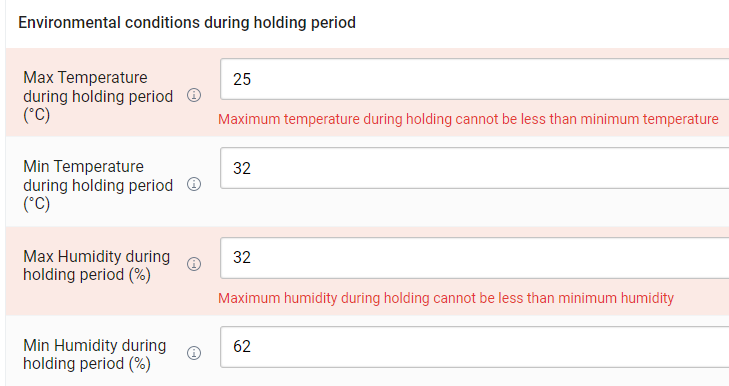 Environmental conditions during holding period
Max Temperature
during holding period
(°C)
25
Maximum temperature during holding cannot be less than minimum temperature
Min Temperature
during holding period
(°C)
32
Max Humidity during
holding period (%)
32
Maximum humidity during holding cannot be less than minimum humidity
Min Humidity during
holding period (%)
62